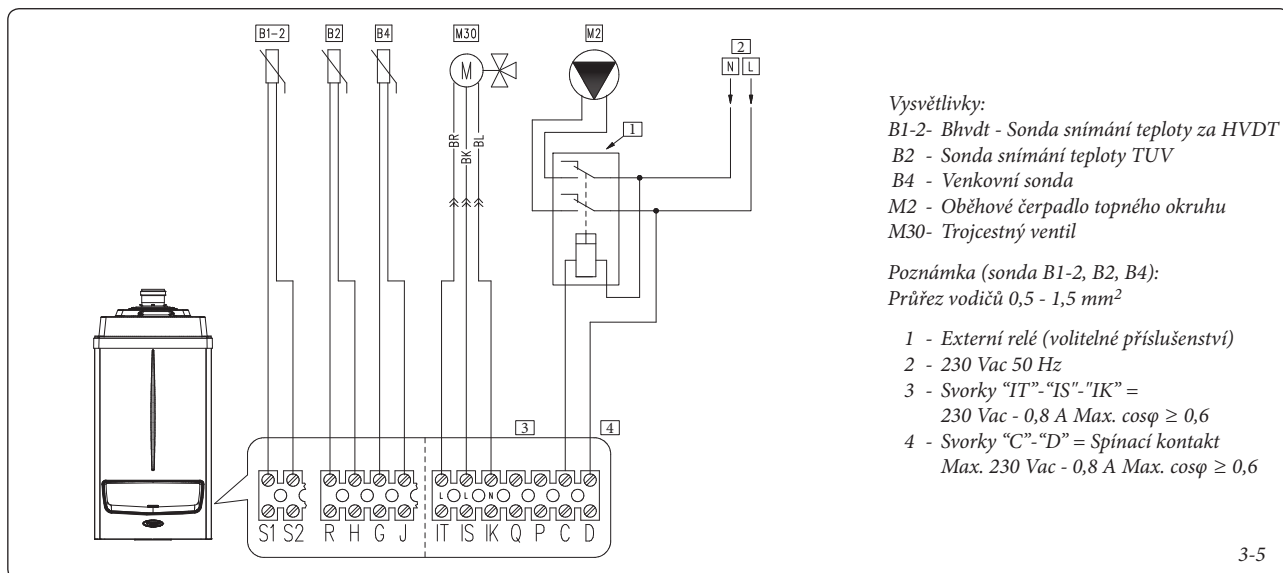 B1-2 B2 B4 M30 M2 2
N L
M
1
BR BK BL
3 4
L L N
S1 S2 R H G J IT IS IK Q P C D
Vysvětlivky:
B1-2- Bhvdt - Sonda snímání teploty za HVDT
B2 - Sonda snímání teploty TUV
B4 - Venkovní sonda
M2 - Oběhové čerpadlo topného okruhu
M30- Trojcestný ventil
Poznámka (sonda B1-2, B2, B4):
Průřez vodičů 0,5 - 1,5 mm²
1 - Externí relé (volitelné příslušenství)
2 - 230 Vac 50 Hz
3 - Svorky “IT”-“IS"-"IK” =
230 Vac - 0,8 A Max. cosφ ≥ 0,6
4 - Svorky “C”-“D” = Spínací kontakt
Max. 230 Vac - 0,8 A Max. cosφ ≥ 0,6
3-5